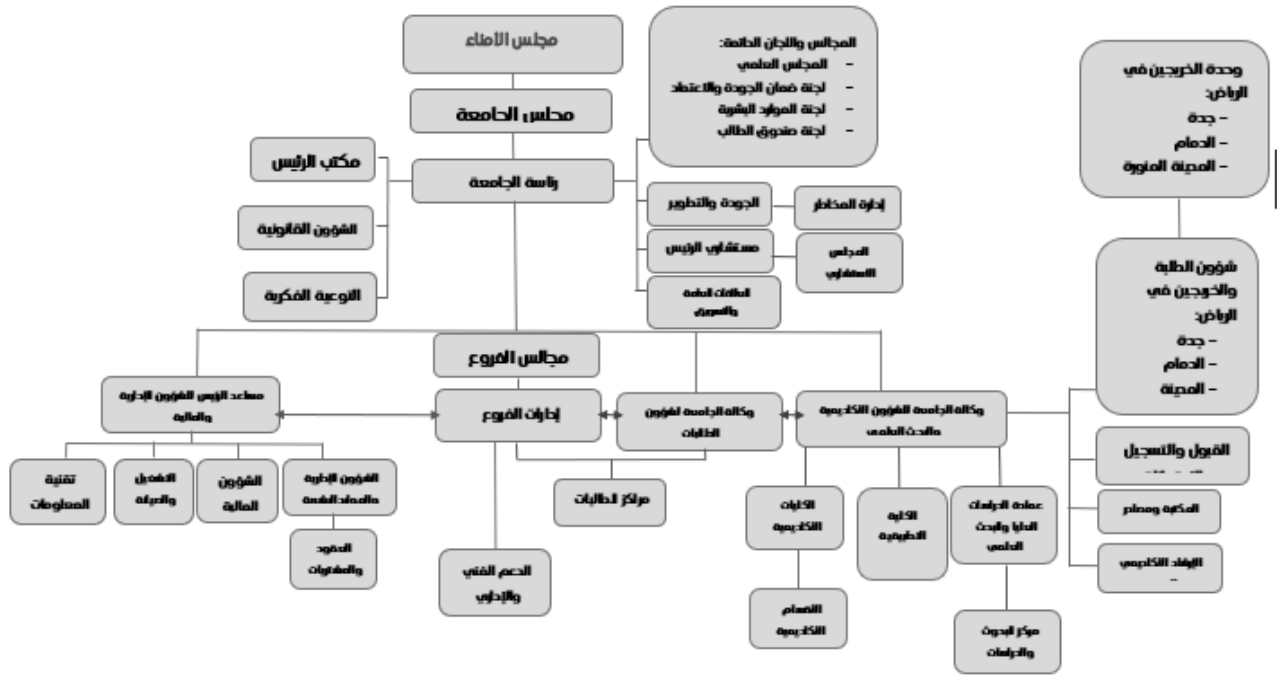 مجلس الأمناء
مجلس الجامعة
رئاسة الجامعة
المجالس واللجان الدائمة:
- المجلس العلمي
- لجنة ضمان الجودة والاعتماد
- لجنة الموارد البشرية
- لجنة صندوق الطالب
وحدة الخريجين في
الرياض:
- جدة
- الدمام
- المدينة المنورة
مكتب الرئيس
الشؤون القانونية
التوعية الفكرية
الجودة والتطوير
إدارة المخاطر
مستشاري الرئيس
المجلس
الاستشاري
العلاقات العامة
والتسويق
شؤون الطلبة
والخريجين في
الرياض:
- جدة
- الدمام
- المدينة
مجالس الفروع
مساعد الرئيس للشؤون الإدارية
والمالية
إدارات الفروع
وكالة الجامعة لشؤون
الطالبات
وكالة الجامعة للشؤون الأكاديمية
والبحث العلمي
القبول والتسجيل
تقنية
المعلومات
التشغيل
والصيانة
الشؤون
المالية
الشؤون الإدارية
والموارد البشرية
مراكز الطالبات
الكليات
الأكاديمية
الكلية
التطبيقية
عمادة الدراسات
العليا والبحث
العلمي
المكتبة ومصادر
العقود
والمشتريات
الدعم الفني
والإداري
الإرشاد الأكاديمي
الأقسام
الأكاديمية
مركز البحوث
والدراسات